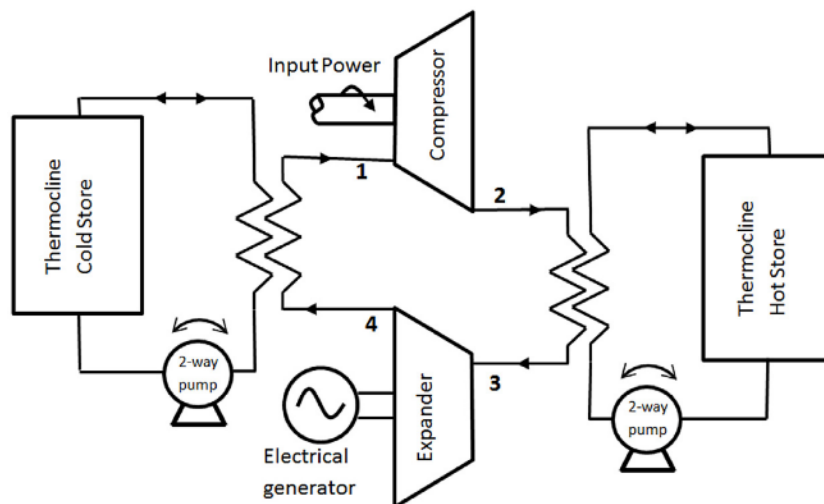 Input Power
Compressor
1
2
Thermocline
Cold Store
Thermocline
Hot Store
4
3
2-way
pump
Expander
2-way
pump
Electrical
generator